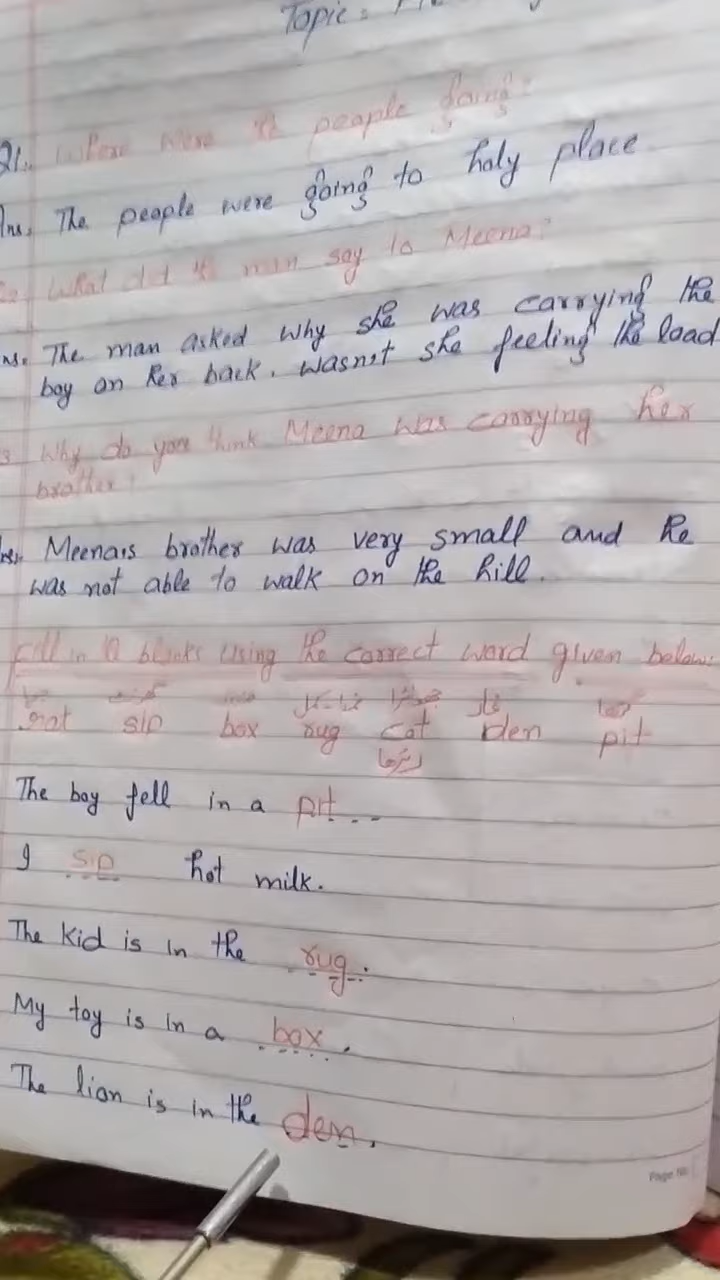 Topic :
Q1. Where were the people going?
Ans. The people were going to holy place
What did the man say to Meena?
Ans. The man asked why she was carrying the
boy on her back. wasn't she feeling the load
3 Why do you think Meena was carrying her
brother?
Ans. Meena's brother was very small and he
was not able to walk on the hill.
Fill in the blanks using the correct word given below:
غار
sip box rug cot den pit
The boy fell in a pit...
I sip hot milk.
The kid is in the rug.
My toy is in a box.
The lion is in the den.
Page No.